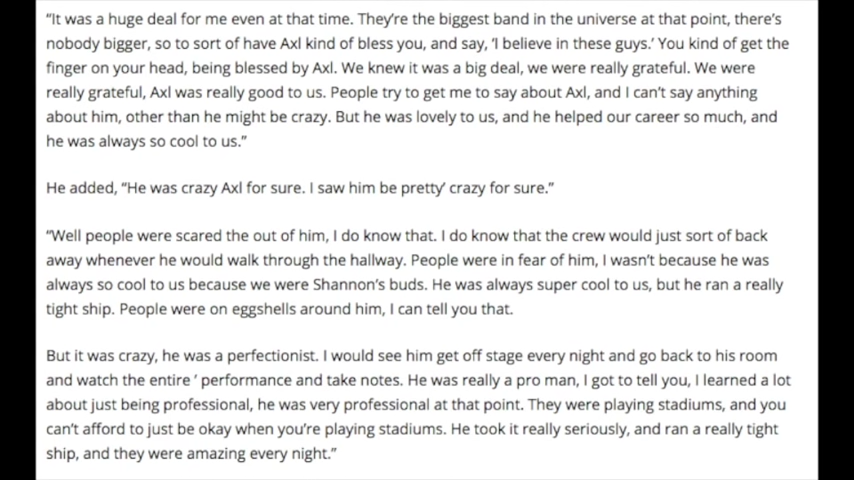 “It was a huge deal for me even at that time. They’re the biggest band in the universe at that point, there’s
nobody bigger, so to sort of have Axl kind of bless you, and say, ‘I believe in these guys.’ You kind of get the
finger on your head, being blessed by Axl. We knew it was a big deal, we were really grateful. We were
really grateful, Axl was really good to us. People try to get me to say about Axl, and I can’t say anything
about him, other than he might be crazy. But he was lovely to us, and he helped our career so much, and
he was always so cool to us.”
He added, “He was crazy Axl for sure. I saw him be pretty’ crazy for sure.”
“Well people were scared the out of him, I do know that. I do know that the crew would just sort of back
away whenever he would walk through the hallway. People were in fear of him, I wasn’t because he was
always so cool to us because we were Shannon’s buds. He was always super cool to us, but he ran a really
tight ship. People were on eggshells around him, I can tell you that.
But it was crazy, he was a perfectionist. I would see him get off stage every night and go back to his room
and watch the entire ’ performance and take notes. He was really a pro man, I got to tell you, I learned a lot
about just being professional, he was very professional at that point. They were playing stadiums, and you
can’t afford to just be okay when you’re playing stadiums. He took it really seriously, and ran a really tight
ship, and they were amazing every night.”